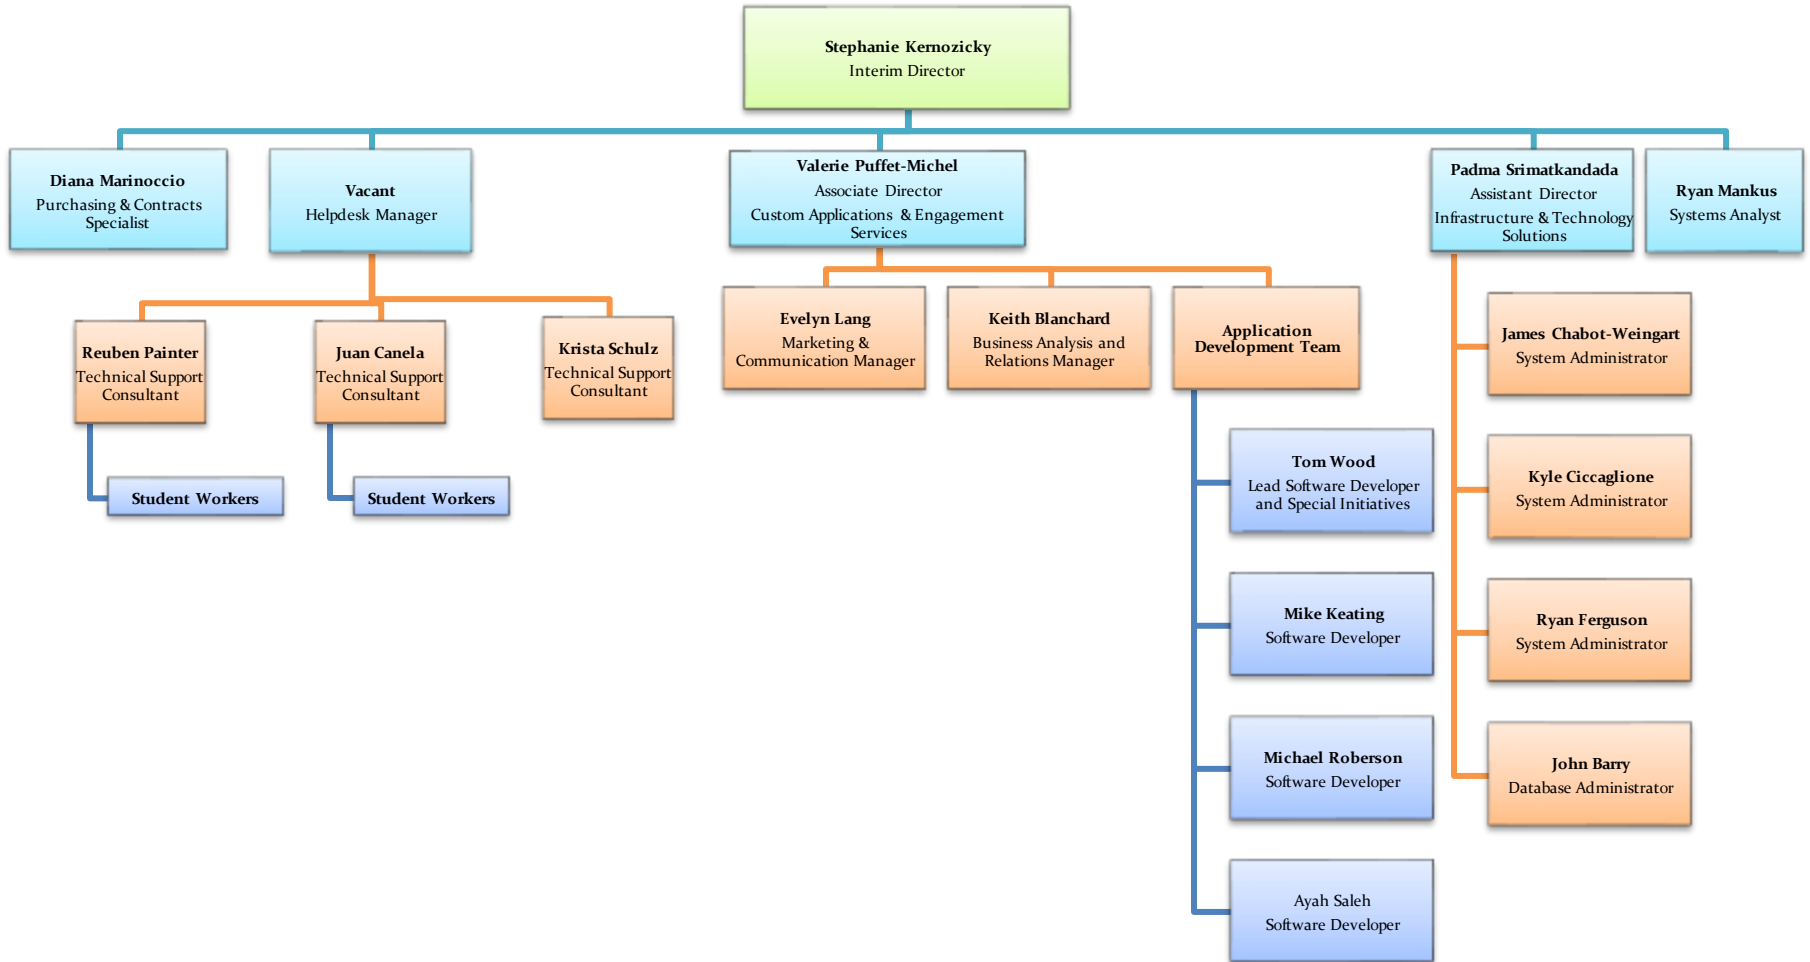 Stephanie Kernozicky
Interim Director
Diana Marinoccio
Purchasing & Contracts
Specialist
Vacant
Helpdesk Manager
Valerie Puffet-Michel
Associate Director
Custom Applications & Engagement
Services
Padma Srimatkandada
Assistant Director
Infrastructure & Technology
Solutions
Ryan Mankus
Systems Analyst
Reuben Painter
Technical Support
Consultant
Juan Canela
Technical Support
Consultant
Krista Schulz
Technical Support
Consultant
Evelyn Lang
Marketing &
Communication Manager
Keith Blanchard
Business Analysis and
Relations Manager
Application
Development Team
James Chabot-Weingart
System Administrator
Student Workers
Student Workers
Tom Wood
Lead Software Developer
and Special Initiatives
Kyle Ciccaglione
System Administrator
Mike Keating
Software Developer
Ryan Ferguson
System Administrator
Michael Roberson
Software Developer
John Barry
Database Administrator
Ayah Saleh
Software Developer